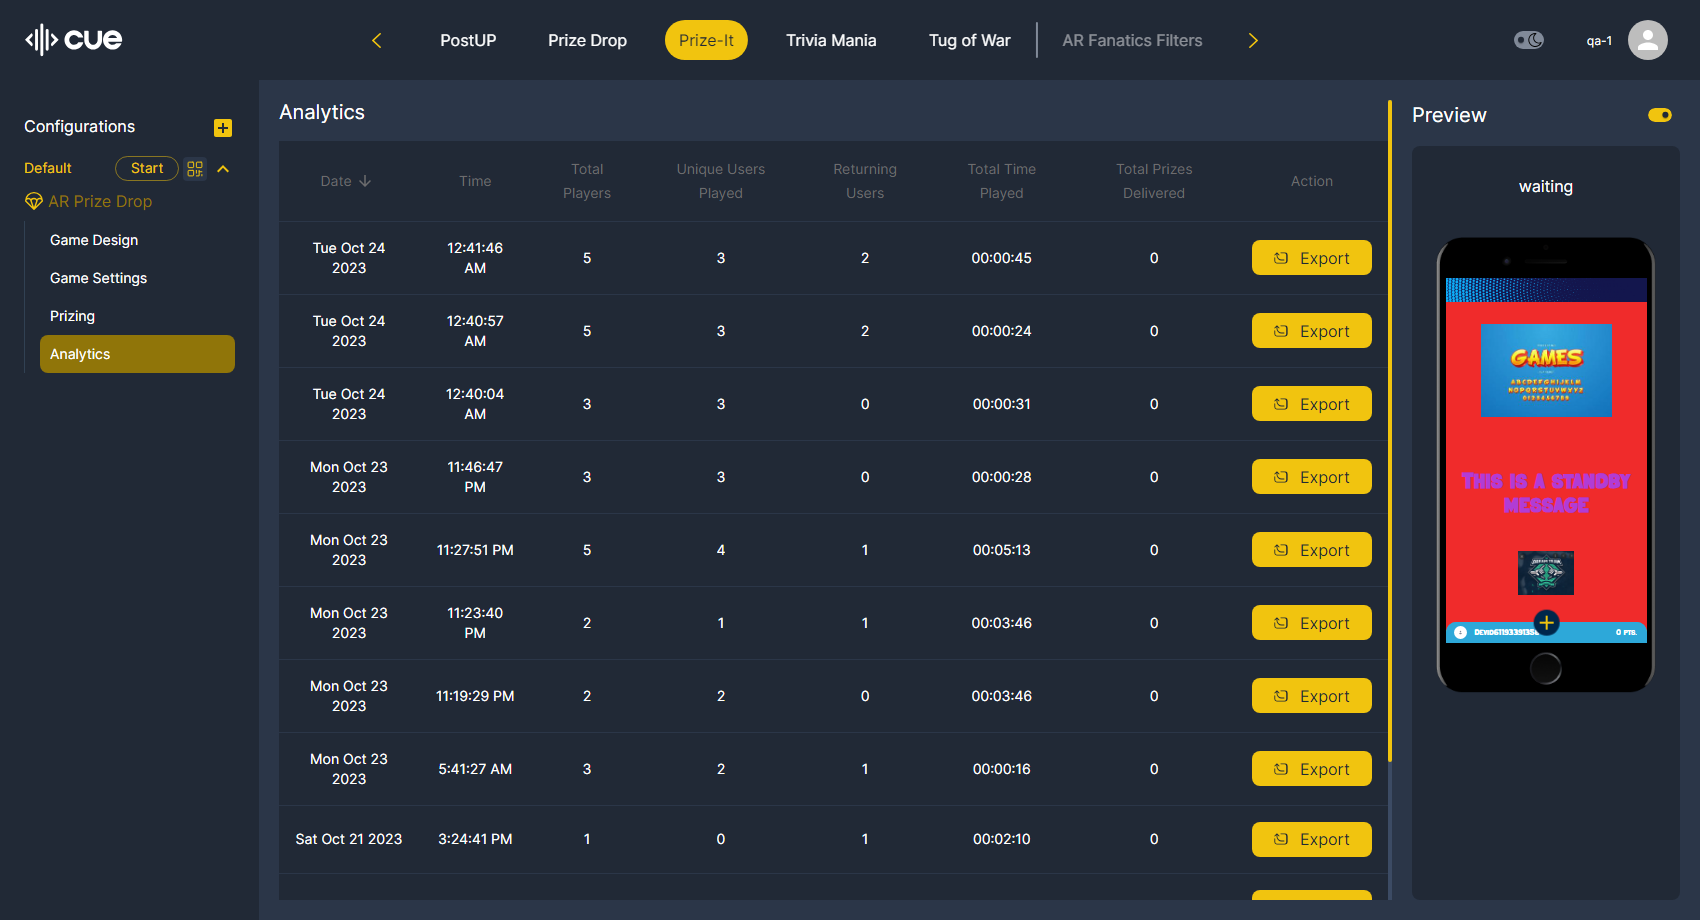 cue
PostUP
Prize Drop
Prize-It
Trivia Mania
Tug of War
AR Fanatics Filters
qa-1
Configurations
Default
Start
AR Prize Drop
Game Design
Game Settings
Prizing
Analytics
Analytics
Date
Time
Total
Players
Unique Users
Played
Returning
Users
Total Time
Played
Total Prizes
Delivered
Action
Tue Oct 24
2023
12:41:46
AM
5
3
2
00:00:45
0
Export
Tue Oct 24
2023
12:40:57
AM
5
3
2
00:00:24
0
Export
Tue Oct 24
2023
12:40:04
AM
3
3
0
00:00:31
0
Export
Mon Oct 23
2023
11:46:47
PM
3
3
0
00:00:28
0
Export
Mon Oct 23
2023
11:27:51 PM
5
4
1
00:05:13
0
Export
Mon Oct 23
2023
11:23:40
PM
2
1
1
00:03:46
0
Export
Mon Oct 23
2023
11:19:29 PM
2
2
0
00:03:46
0
Export
Mon Oct 23
2023
5:41:27 AM
3
2
1
00:00:16
0
Export
Sat Oct 21 2023
3:24:41 PM
1
0
1
00:02:10
0
Export
Preview
waiting
GAMES
ABCDEFGHIJKLM
NOPQRSTUVWXYZ
0123456789
This is a standby
message
0 pts.